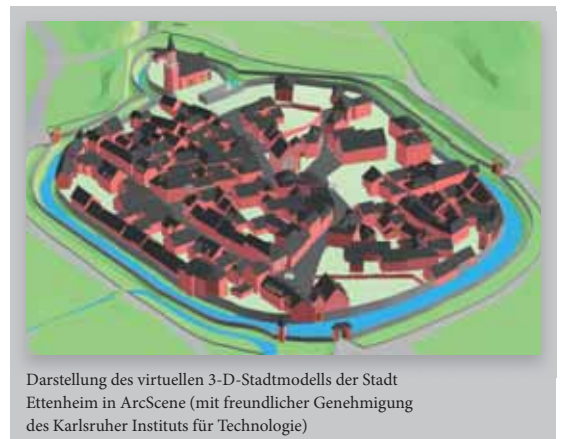 Darstellung des virtuellen 3-D-Stadtmodells der Stadt
Ettenheim in ArcScene (mit freundlicher Genehmigung
des Karlsruher Instituts für Technologie)